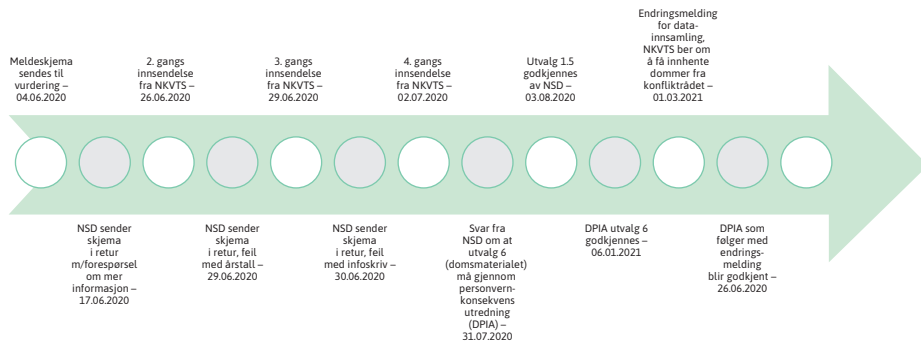 Meldeskjema
sendes til
vurdering –
04.06.2020
2. gangs
innsendelse
fra NKVTS –
26.06.2020
3. gangs
innsendelse
fra NKVTS –
29.06.2020
4. gangs
innsendelse
fra NKVTS –
02.07.2020
Utvalg 1.5
godkjennes
av NSD –
03.08.2020
Endringsmelding
for data-
innsamling,
NKVTS ber om
å få innhente
dommer fra
konfliktrådet –
01.03.2021
NSD sender
skjema
i retur
m/forespørsel
om mer
informasjon –
17.06.2020
NSD sender
skjema
i retur, feil
med årstall –
29.06.2020
NSD sender
skjema
i retur, feil
med infoskriv –
30.06.2020
Svar fra
NSD om at
utvalg 6
(domsmaterialet)
må gjennom
personvern-
konsekvens
utredning
(DPIA) –
31.07.2020
DPIA utvalg 6
godkjennes –
06.01.2021
DPIA som
følger med
endrings-
melding
blir godkjent –
26.06.2020